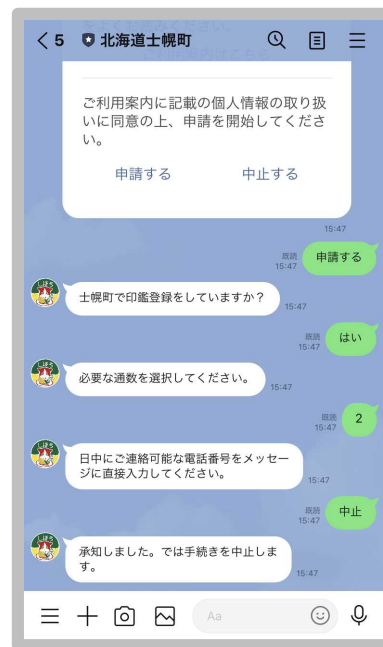 < 5 北海道士幌町
ご利用案内に記載の個人情報の取り扱
いに同意の上、申請を開始してくださ
い。
申請する 中止する
15:47
既読
15:47
申請する
士幌町で印鑑登録をしていますか？
15:47
既読
15:47
はい
必要な通数を選択してください。
15:47
既読
15:47
2
日中にご連絡可能な電話番号をメッセー
ジに直接入力してください。
15:47
既読
15:47
中止
承知しました。では手続きを中止しま
す。
15:47
Aa